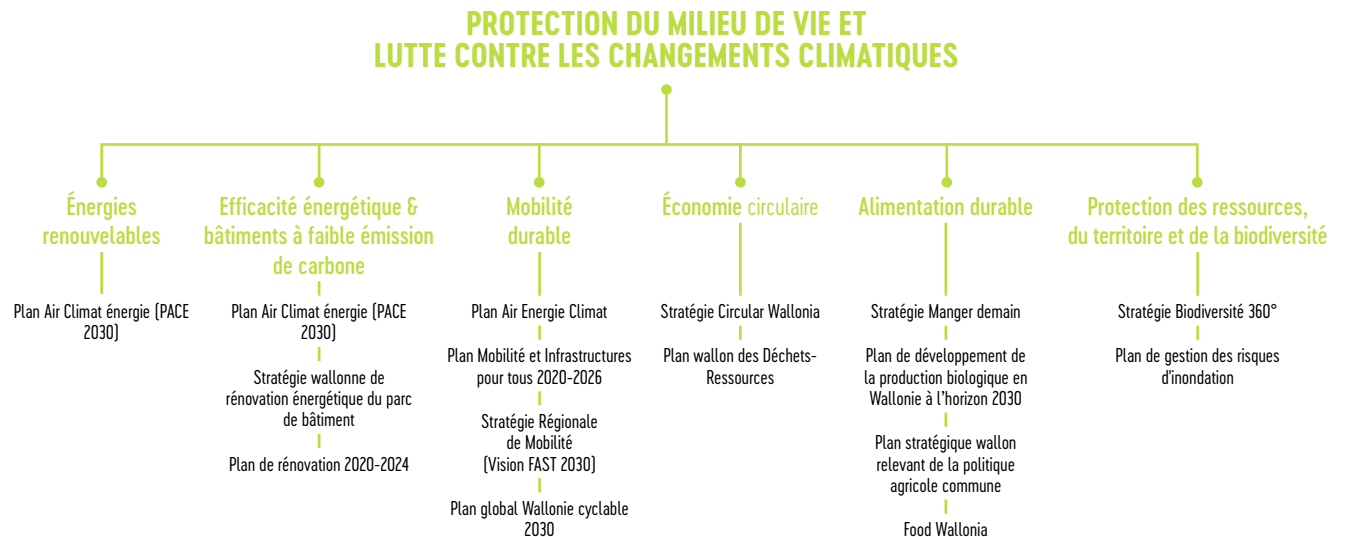 PROTECTION DU MILIEU DE VIE ET
LUTTE CONTRE LES CHANGEMENTS CLIMATIQUES
Énergies
renouvelables
Plan Air Climat énergie (PACE
2030)
Efficacité énergétique &
bâtiments à faible émission
de carbone
Plan Air Climat énergie (PACE
2030)
Stratégie wallonne de
rénovation énergétique du parc
de bâtiment
Plan de rénovation 2020-2024
Mobilité
durable
Plan Air Energie Climat
Plan Mobilité et Infrastructures
pour tous 2020-2026
Stratégie Régionale
de Mobilité
(Vision FAST 2030)
Plan global Wallonie cyclable
2030
Économie circulaire
Stratégie Circular Wallonia
Plan wallon des Déchets-
Ressources
Alimentation durable
Stratégie Manger demain
Plan de développement de
la production biologique en
Wallonie à l’horizon 2030
Plan stratégique wallon
relevant de la politique
agricole commune
Food Wallonia
Protection des ressources,
du territoire et de la biodiversité
Stratégie Biodiversité 360°
Plan de gestion des risques
d'inondation